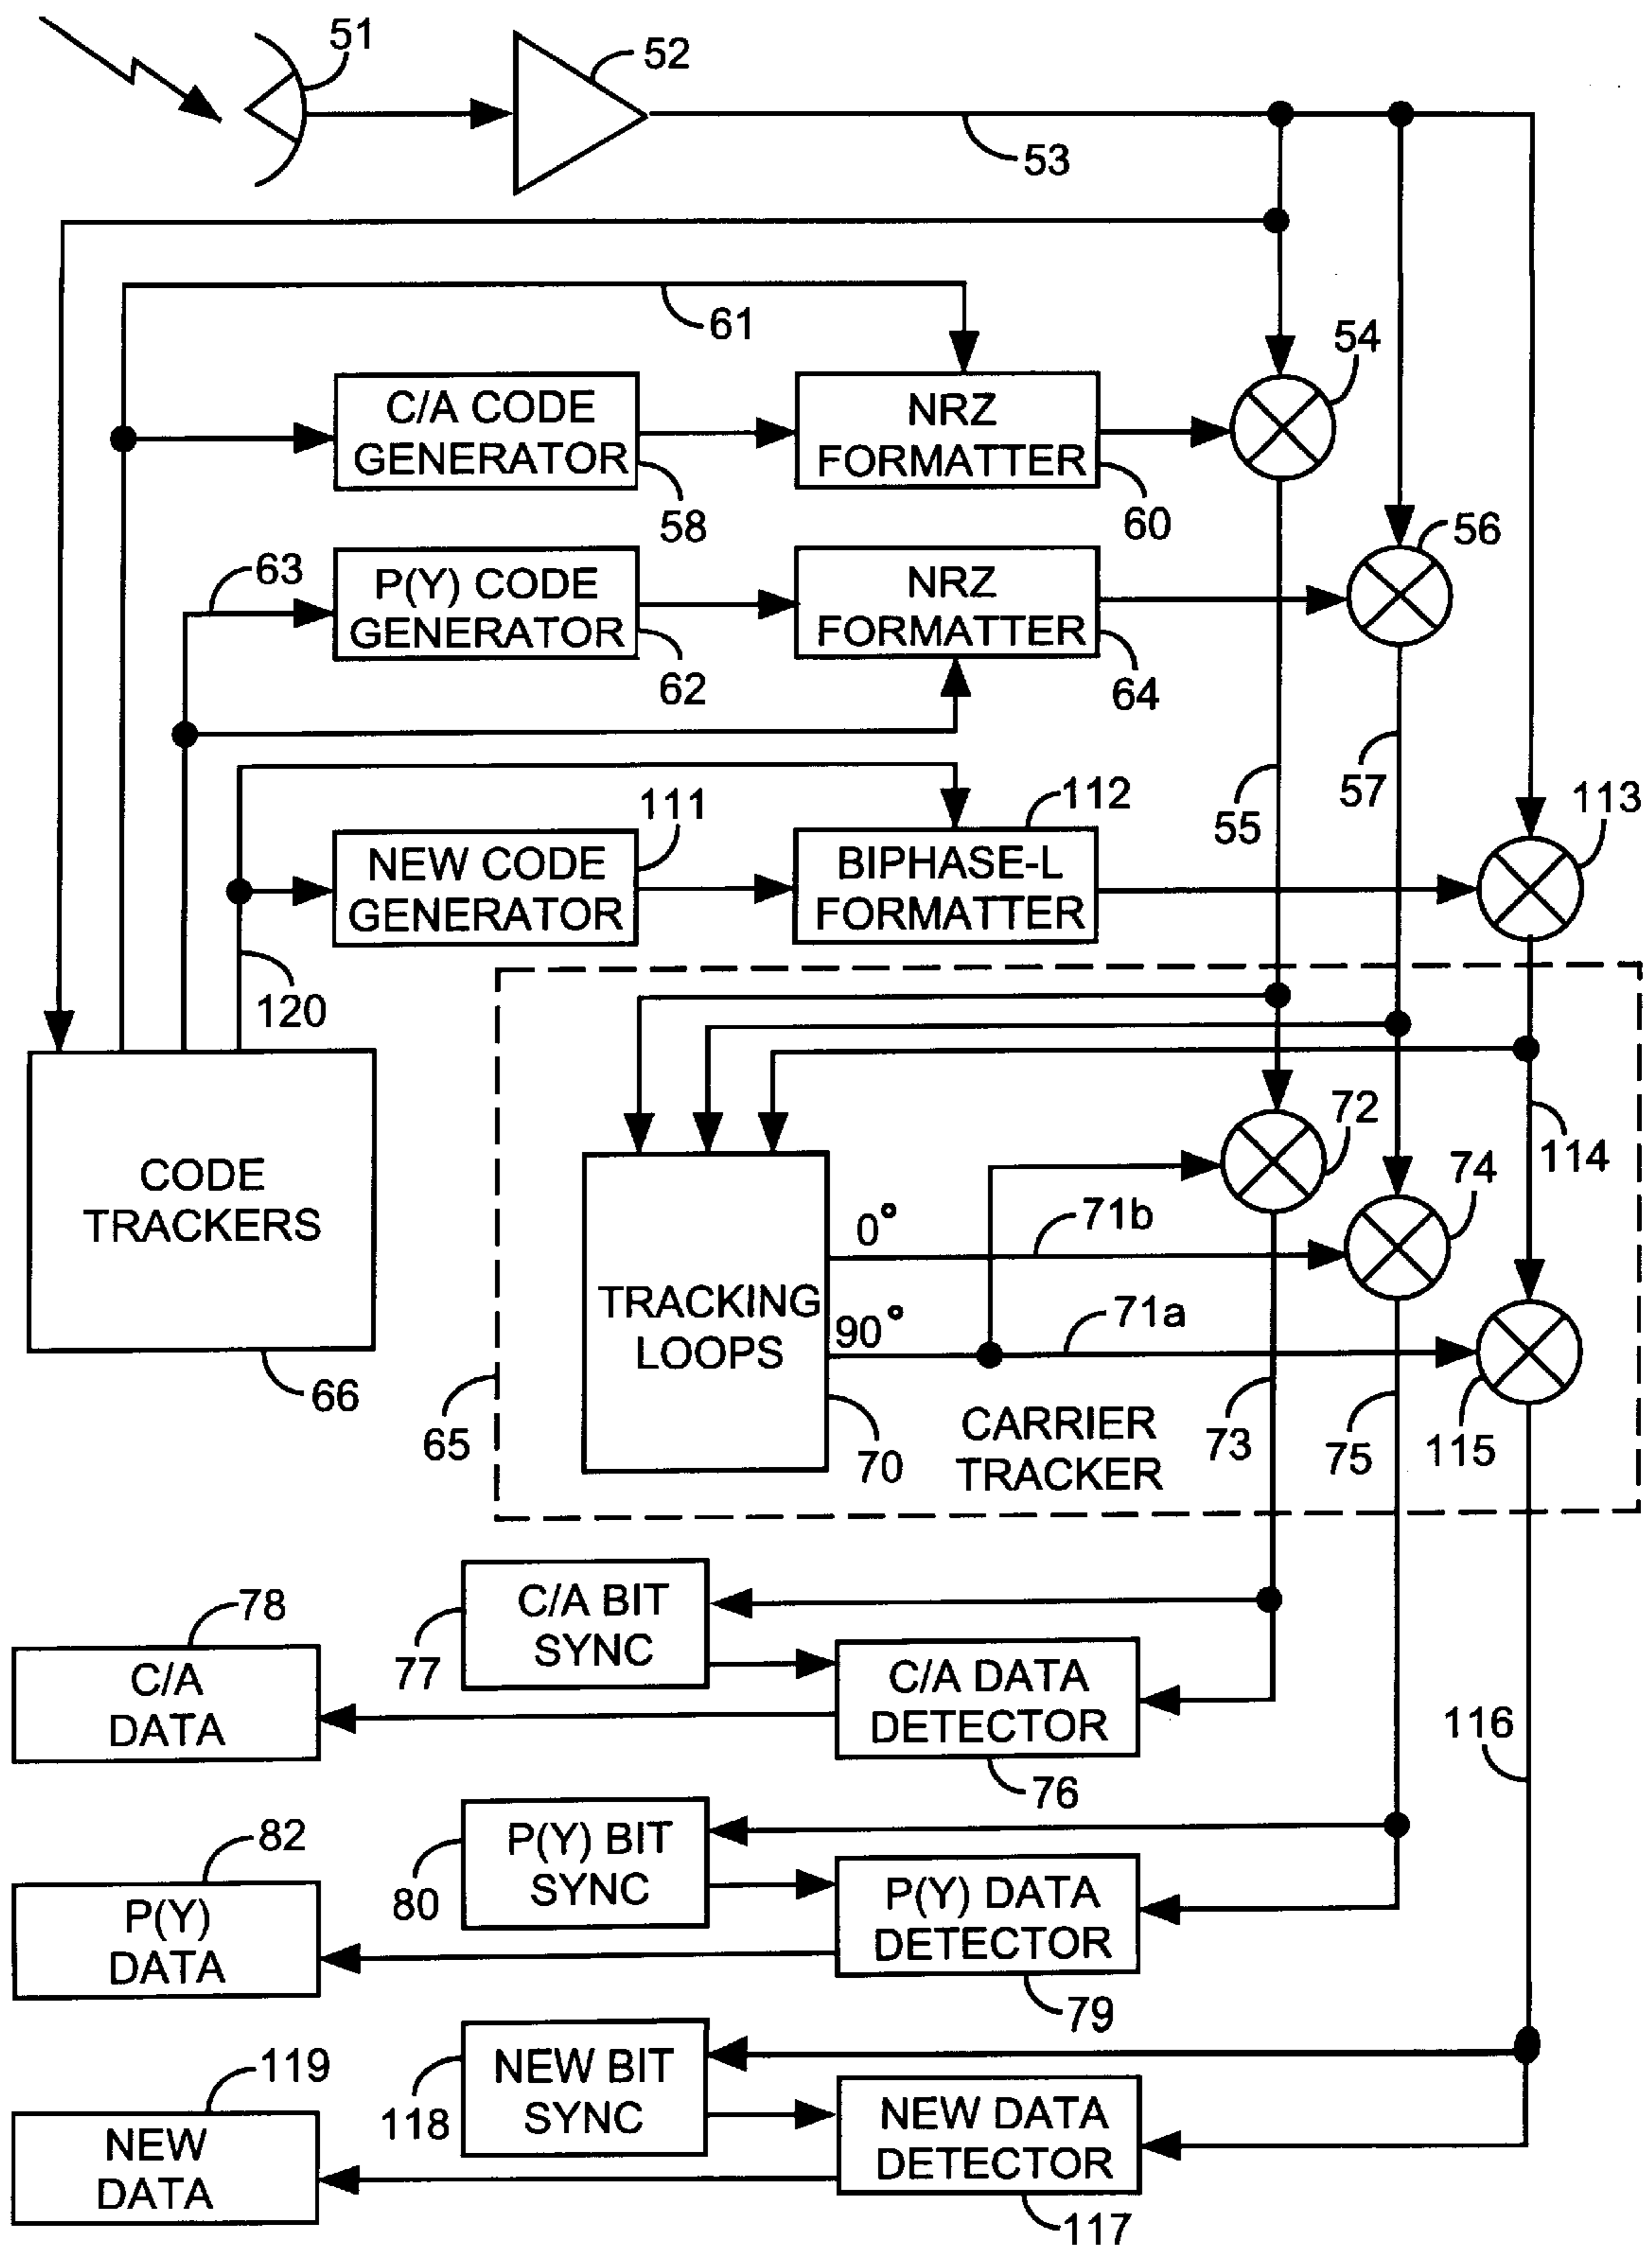 51
52
53
61
54
C/A CODE
GENERATOR
58
NRZ
FORMATTER
60
56
63
P(Y) CODE
GENERATOR
62
NRZ
FORMATTER
64
55
57
111
112
113
NEW CODE
GENERATOR
BIPHASE-L
FORMATTER
120
CODE
TRACKERS
66
72
114
74
0°
71b
TRACKING
LOOPS
90°
71a
65
70
CARRIER
TRACKER
73
75
115
C/A BIT
SYNC
77
78
C/A
DATA
C/A DATA
DETECTOR
76
116
P(Y) BIT
SYNC
80
82
P(Y)
DATA
P(Y) DATA
DETECTOR
79
NEW BIT
SYNC
118
119
NEW
DATA
NEW DATA
DETECTOR
117